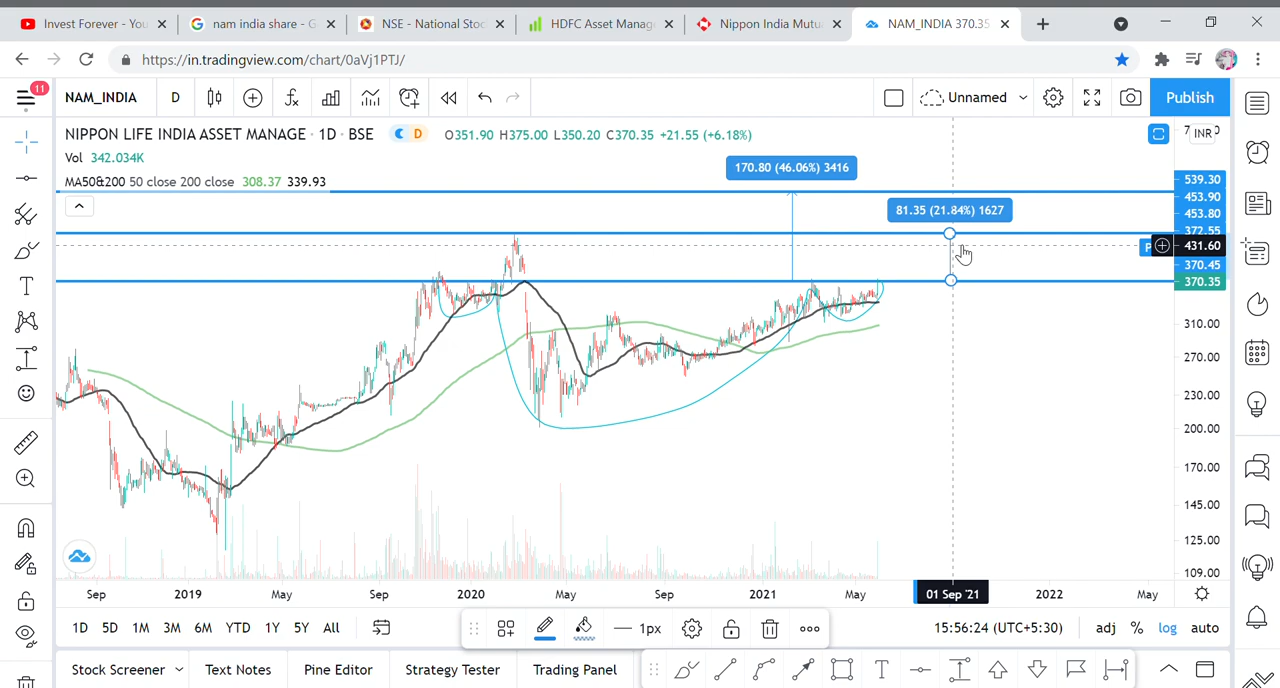 Invest Forever - You
nam india share - G
NSE - National Stoc
HDFC Asset Manag
Nippon India Mutu
NAM_INDIA 370.35
https://in.tradingview.com/chart/0aVj1PTJ/
11
NAM_INDIA
D
Unnamed
Publish
NIPPON LIFE INDIA ASSET MANAGE · 1D · BSE
D
O351.90 H375.00 L350.20 C370.35 +21.55 (+6.18%)
INR
Vol 342.034K
MA50&200 50 close 200 close 308.37 339.93
170.80 (46.06%) 3416
81.35 (21.84%) 1627
539.30
453.90
453.80
372.55
431.60
370.45
370.35
310.00
270.00
230.00
200.00
170.00
145.00
125.00
109.00
Sep
2019
May
Sep
2020
May
Sep
2021
May
01 Sep '21
2022
May
1D
5D
1M
3M
6M
YTD
1Y
5Y
All
1px
15:56:24 (UTC+5:30)
adj
%
log
auto
Stock Screener
Text Notes
Pine Editor
Strategy Tester
Trading Panel